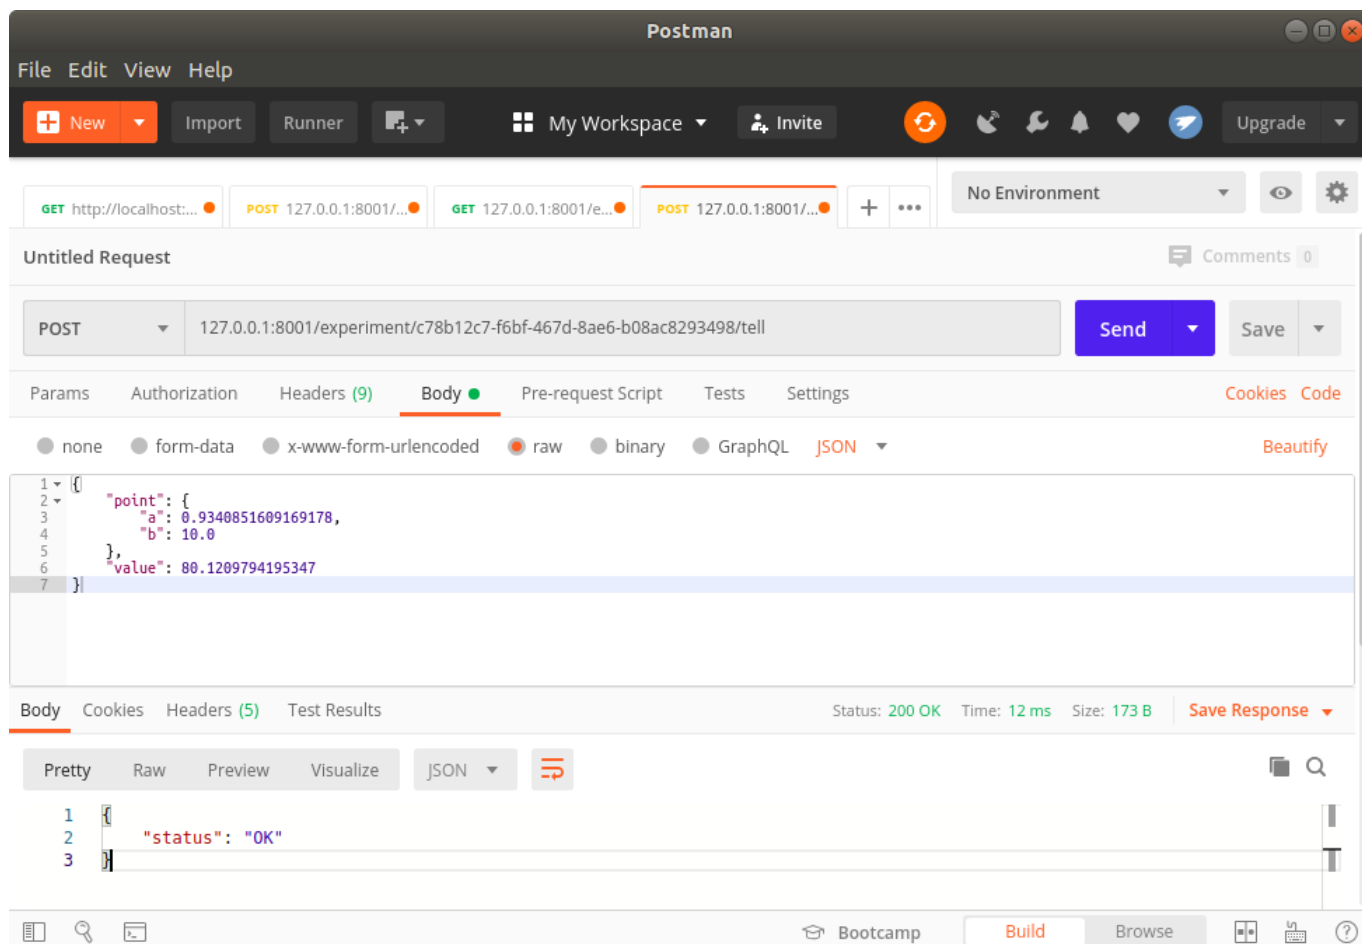 Postman
File Edit View Help
New Import Runner My Workspace Invite Upgrade
GET http://localhost:... POST 127.0.0.1:8001/... GET 127.0.0.1:8001/e... POST 127.0.0.1:8001/... No Environment
Untitled Request Comments 0
POST 127.0.0.1:8001/experiment/c78b12c7-f6bf-467d-8ae6-b08ac8293498/tell Send Save
Params Authorization Headers (9) Body Pre-request Script Tests Settings Cookies Code
none form-data x-www-form-urlencoded raw binary GraphQL JSON Beautify
1 {
2 "point": {
3 "a": 0.9340851609169178,
4 "b": 10.0
5 },
6 "value": 80.1209794195347
7 }
Body Cookies Headers (5) Test Results Status: 200 OK Time: 12 ms Size: 173 B Save Response
Pretty Raw Preview Visualize JSON
1 {
2 "status": "OK"
3 }
Bootcamp Build Browse